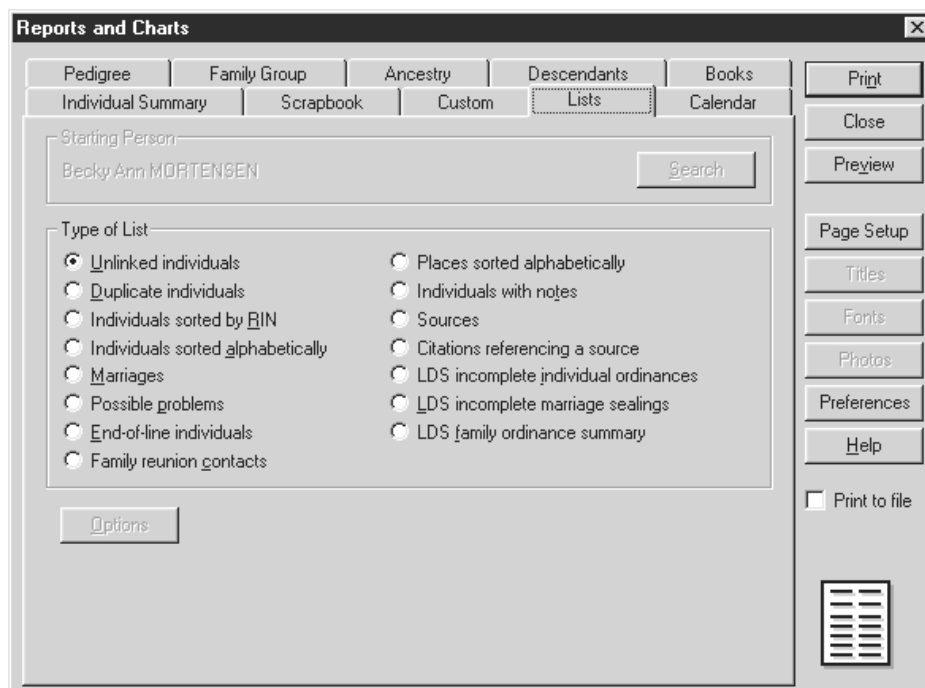 Reports and Charts
Pedigree
Family Group
Ancestry
Descendants
Books
Individual Summary
Scrapbook
Custom
Lists
Calendar
Starting Person
Becky Ann MORTENSEN
Search
Type of List
Unlinked individuals
Duplicate individuals
Individuals sorted by RIN
Individuals sorted alphabetically
Marriages
Possible problems
End-of-line individuals
Family reunion contacts
Places sorted alphabetically
Individuals with notes
Sources
Citations referencing a source
LDS incomplete individual ordinances
LDS incomplete marriage sealings
LDS family ordinance summary
Options
Print
Close
Preview
Page Setup
Titles
Fonts
Photos
Preferences
Help
Print to file